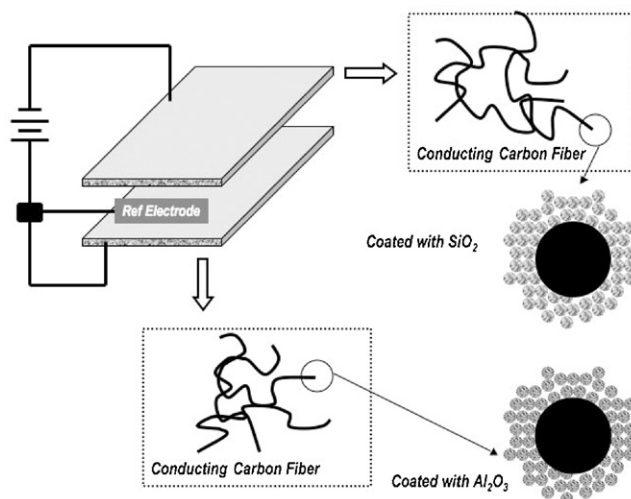 Conducting Carbon Fiber
Ref Electrode
Coated with SiO₂
Conducting Carbon Fiber
Coated with Al₂O₃